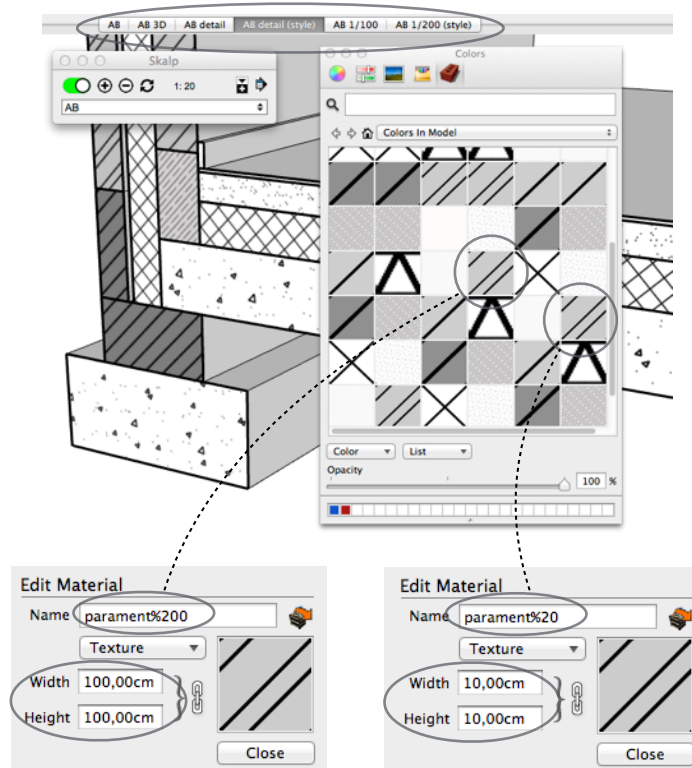 AB AB 3D AB detail AB detail (style) AB 1/100 AB 1/200 (style)
Skalp
1: 20
AB
Colors
Colors In Model
Color List
Opacity
100 %
Edit Material
Name parament%200
Texture
Width 100,00cm
Height 100,00cm
Close
Edit Material
Name parament%20
Texture
Width 10,00cm
Height 10,00cm
Close